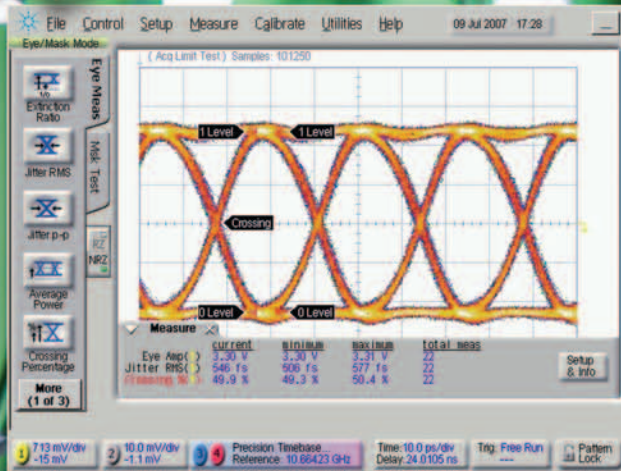 File Control Setup Measure Calibrate Utilities Help 09 Jul 2007 17:28
Eye/Mask Mode
( Acq Limit Test ) Samples: 101250
Eye Meas
Msk Test
Extinction
Ratio
Jitter RMS
Jitter p-p
RZ
NRZ
Average
Power
Crossing
Percentage
More
(1 of 3)
1 Level 1 Level
Crossing
0 Level 0 Level
Measure
current minimum maximum total meas
Eye Amp( ) 3.30 V 3.30 V 3.31 V 22
Jitter RMS( ) 546 fs 506 fs 577 fs 22
49.9 % 49.3 % 50.4 % 22
Setup
& Info
1 713 mV/div
-15 mV
2 10.0 mV/div
-1.1 mV
3 4 Precision Timebase...
Reference: 10.66423 GHz
Time:10.0 ps/div
Delay:24.0105 ns
Trig: Free Run
---
Pattern
Lock